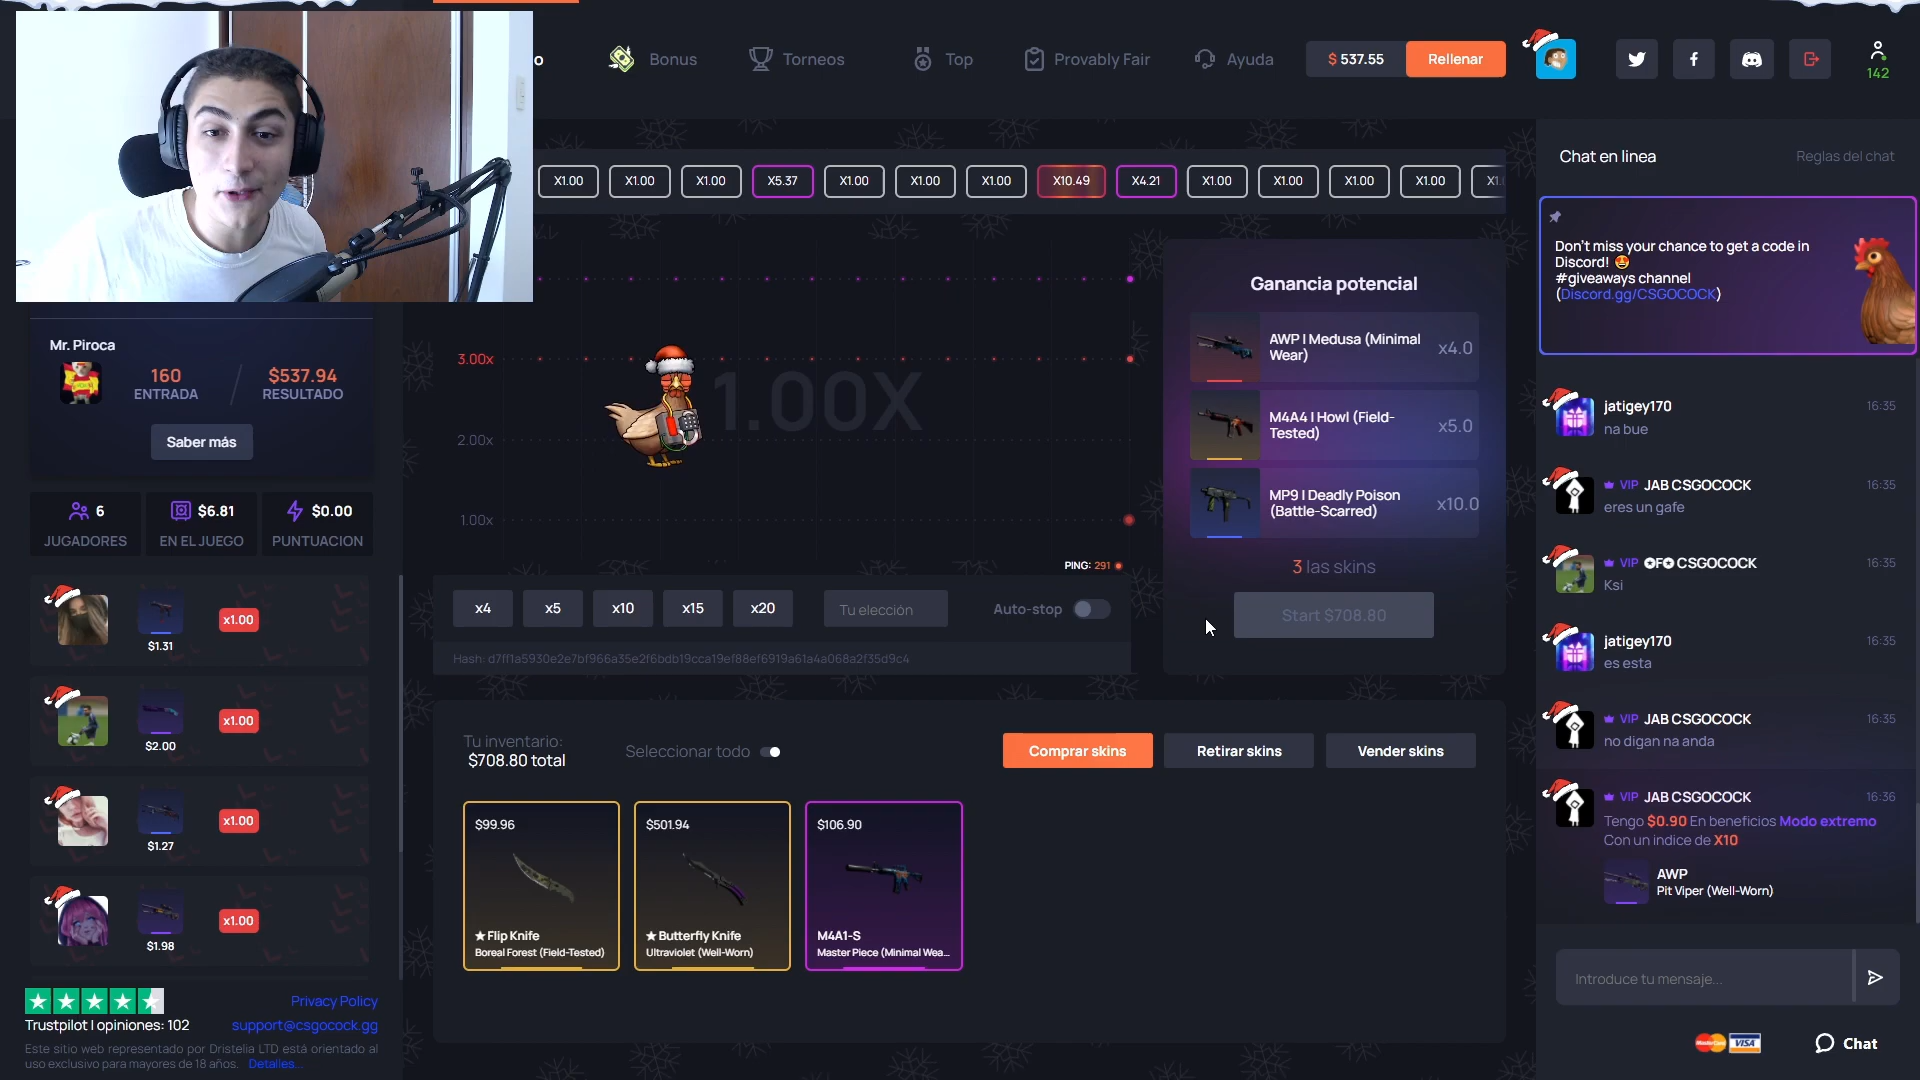 o
Bonus
Torneos
Top
Provably Fair
Ayuda
$ 537.55
Rellenar
142
X1.00
X1.00
X1.00
X5.37
X1.00
X1.00
X1.00
X10.49
X4.21
X1.00
X1.00
X1.00
X1.00
Mr. Piroca
160
ENTRADA
$537.94
RESULTADO
Saber más
6
JUGADORES
$6.81
EN EL JUEGO
$0.00
PUNTUACION
x1.00
$1.31
x1.00
$2.00
x1.00
$1.27
x1.00
$1.98
Trustpilot | opiniones: 102
Privacy Policy
support@csgocock.gg
Este sitio web representado por Dristelia LTD está orientado al
uso exclusivo para mayores de 18 años. Detalles...
3.00x
2.00x
1.00x
1.00X
PING: 291
x4
x5
x10
x15
x20
Tu elección
Auto-stop
Hash: d7ff1a5930e2e7bf966a35e2f6bdb19cca19ef88ef6919a61a4a068a2f35d9c4
Ganancia potencial
AWP | Medusa (Minimal
Wear)
x4.0
M4A4 | Howl (Field-
Tested)
x5.0
MP9 | Deadly Poison
(Battle-Scarred)
x10.0
3 las skins
Start $708.80
Tu inventario:
$708.80 total
Seleccionar todo
Comprar skins
Retirar skins
Vender skins
$99.96
★ Flip Knife
Boreal Forest (Field-Tested)
$501.94
★ Butterfly Knife
Ultraviolet (Well-Worn)
$106.90
M4A1-S
Master Piece (Minimal Wea...
Chat en linea
Reglas del chat
Don't miss your chance to get a code in
Discord! 😍
#giveaways channel
(Discord.gg/CSGOCOCK)
jatigey170
16:35
na bue
VIP JAB CSGOCOCK
16:35
eres un gafe
VIP ✪F✪ CSGOCOCK
16:35
Ksi
jatigey170
16:35
es esta
VIP JAB CSGOCOCK
16:35
no digan na anda
VIP JAB CSGOCOCK
16:36
Tengo $0.90 En beneficios Modo extremo
Con un indice de X10
AWP
Pit Viper (Well-Worn)
Introduce tu mensaje...
MasterCard
VISA
Chat